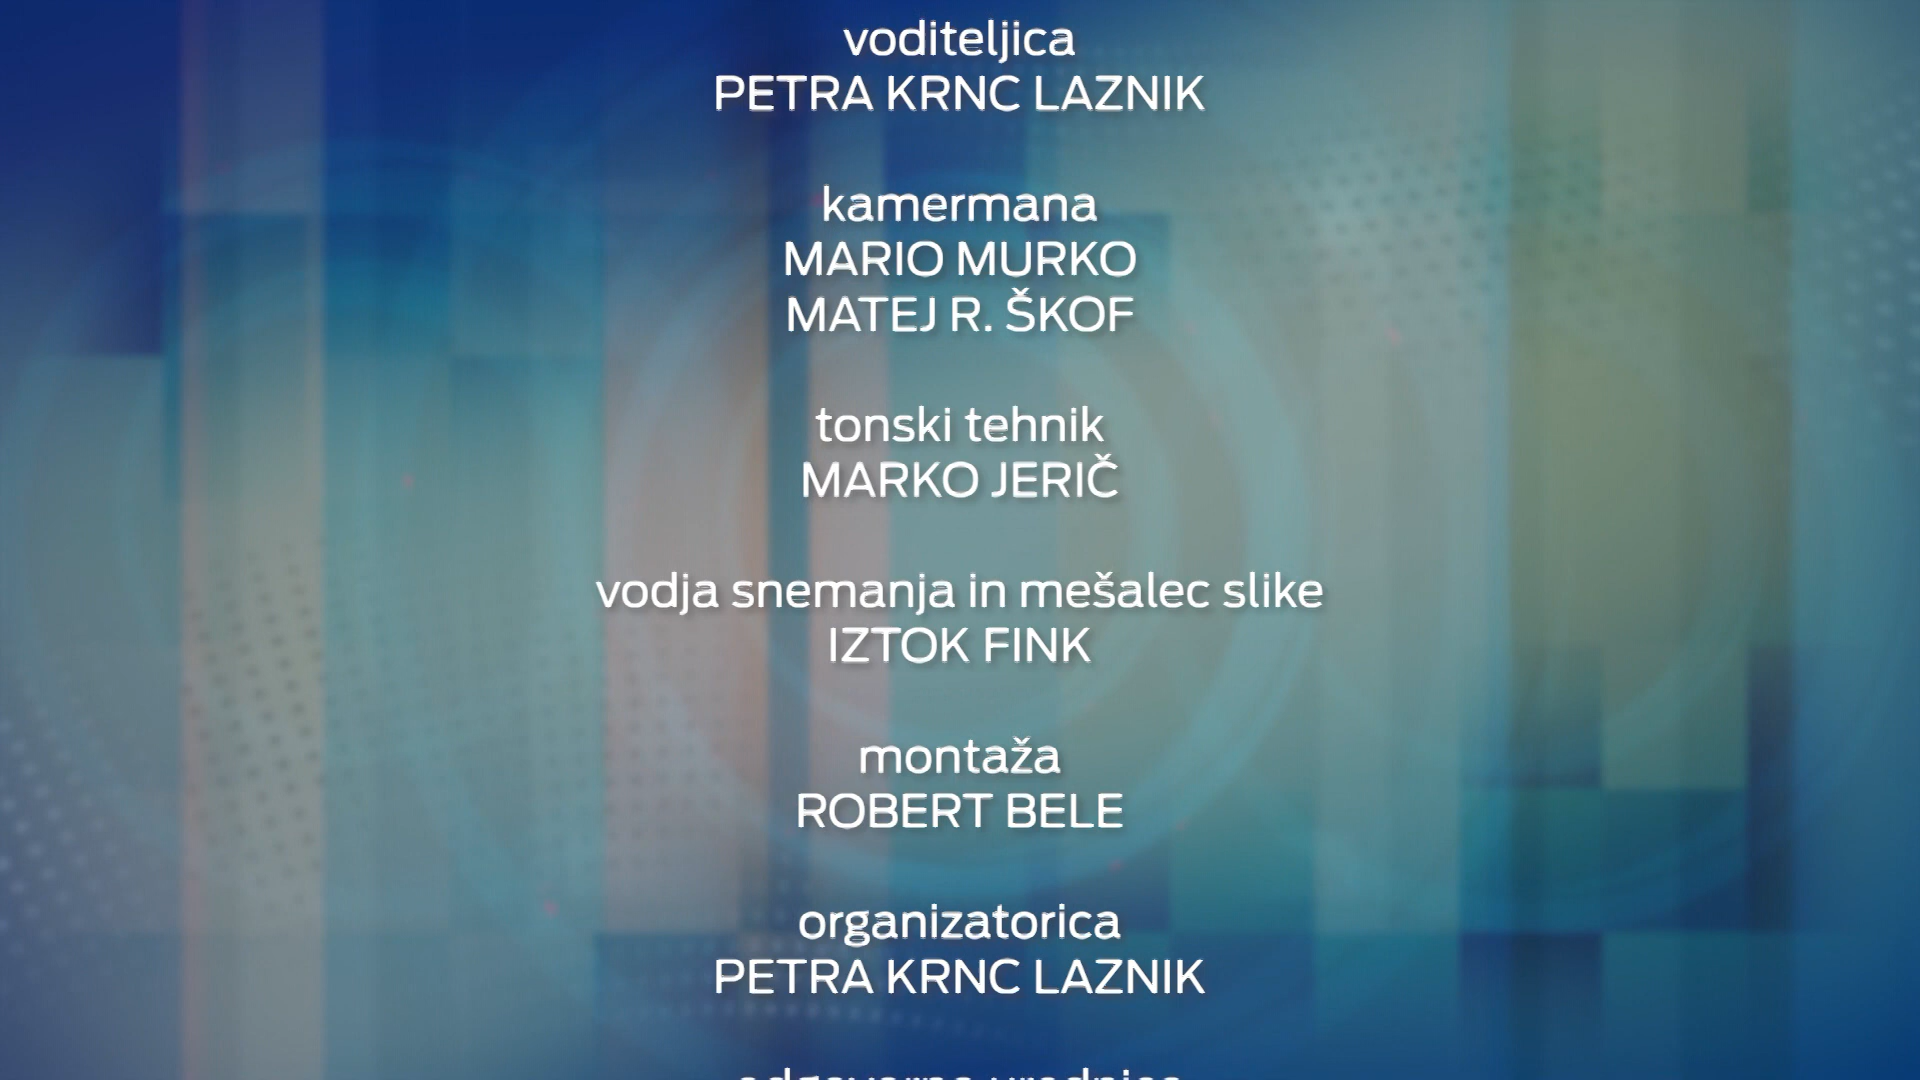 voditeljica
PETRA KRNC LAZNIK
kamermana
MARIO MURKO
MATEJ R. ŠKOF
tonski tehnik
MARKO JERIČ
vodja snemanja in mešalec slike
IZTOK FINK
montaža
ROBERT BELE
organizatorica
PETRA KRNC LAZNIK